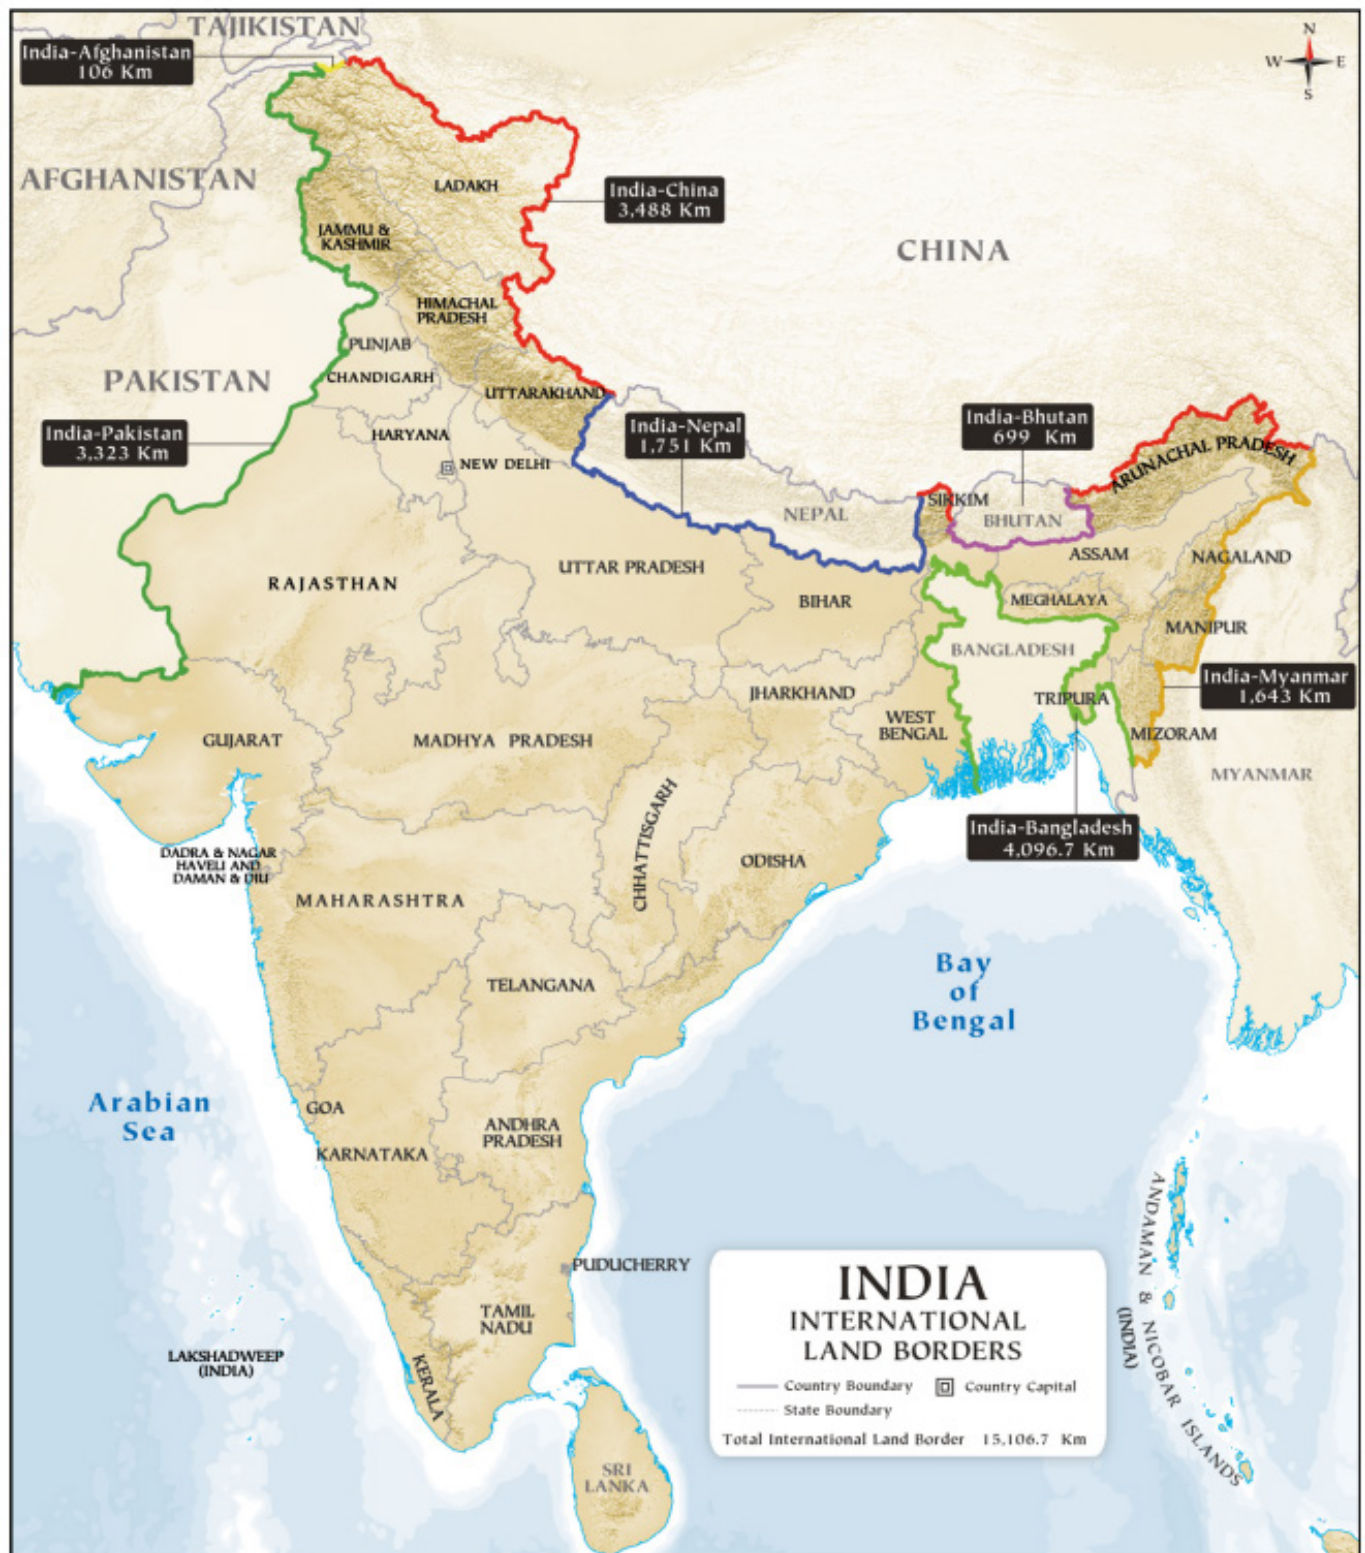 TAJIKISTAN
India-Afghanistan
106 Km
N
W
E
S
AFGHANISTAN
LADAKH
India-China
3,488 Km
JAMMU &
KASHMIR
CHINA
HIMACHAL
PRADESH
PUNJAB
PAKISTAN
CHANDIGARH
UTTARAKHAND
India-Pakistan
3,323 Km
HARYANA
India-Nepal
1,751 Km
India-Bhutan
699 Km
ARUNACHAL PRADESH
NEW DELHI
SIKKIM
NEPAL
BHUTAN
ASSAM
NAGALAND
RAJASTHAN
UTTAR PRADESH
BIHAR
MEGHALAYA
MANIPUR
BANGLADESH
India-Myanmar
1,643 Km
JHARKHAND
TRIPURA
WEST
BENGAL
GUJARAT
MADHYA PRADESH
MIZORAM
MYANMAR
CHHATTISGARH
India-Bangladesh
4,096.7 Km
DADRA & NAGAR
HAVELI AND
DAMAN & DIU
ODISHA
MAHARASHTRA
TELANGANA
Bay
of
Bengal
Arabian
Sea
GOA
ANDHRA
PRADESH
KARNATAKA
ANDAMAN & NICOBAR ISLANDS
(INDIA)
PUDUCHERRY
TAMIL
NADU
LAKSHADWEEP
(INDIA)
KERALA
SRI
LANKA
INDIA
INTERNATIONAL
LAND BORDERS
Country Boundary
Country Capital
State Boundary
Total International Land Border 15,106.7 Km